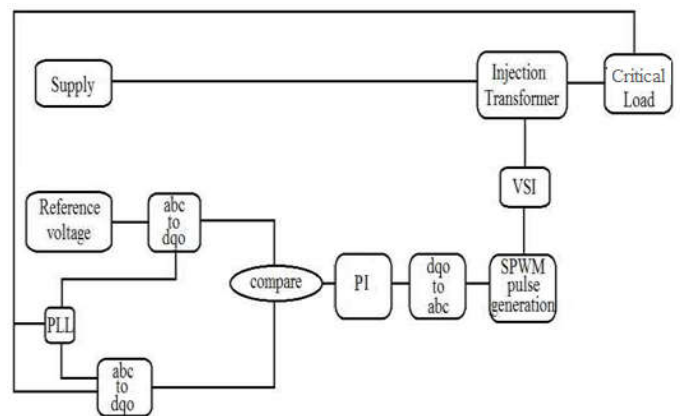 Supply
Injection
Transformer
Critical
Load
VSI
Reference
voltage
abc
to
dqo
compare
PI
dqo
to
abc
SPWM
pulse
generation
PLL
abc
to
dqo